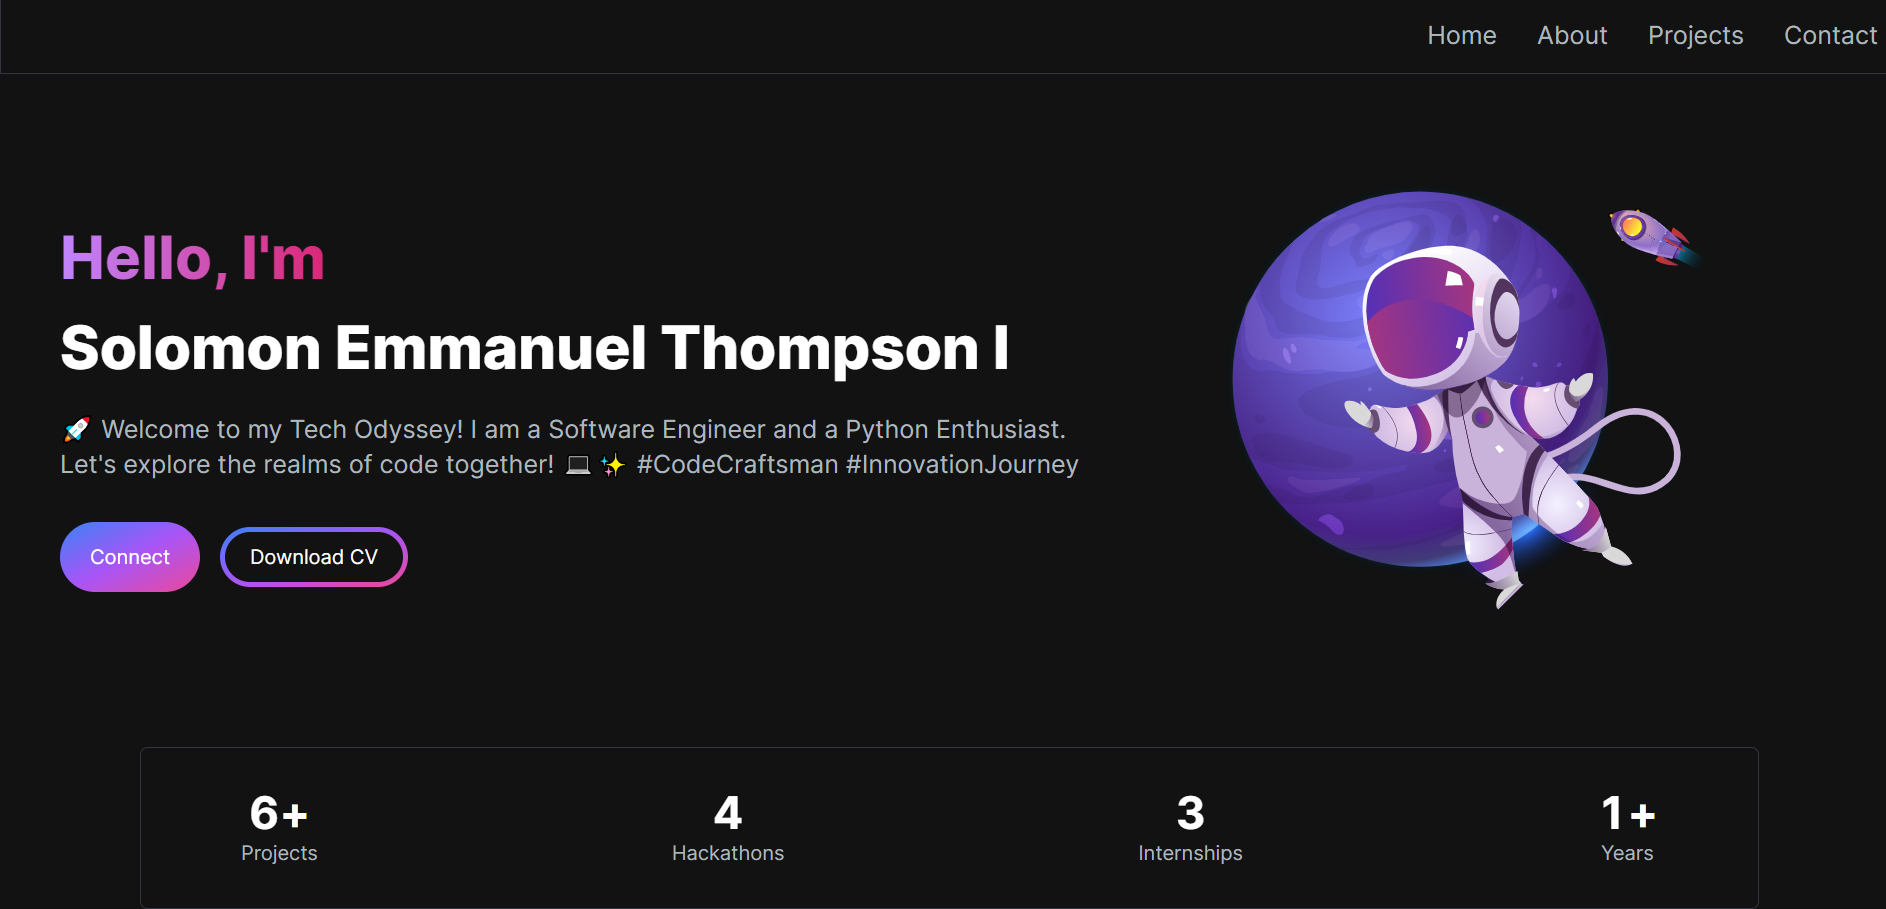 Home About Projects Contact
Hello, I'm
Solomon Emmanuel Thompson I
🚀 Welcome to my Tech Odyssey! I am a Software Engineer and a Python Enthusiast.
Let's explore the realms of code together! 💻 ✨ #CodeCraftsman #InnovationJourney
Connect Download CV
6+ 4 3 1+
Projects Hackathons Internships Years